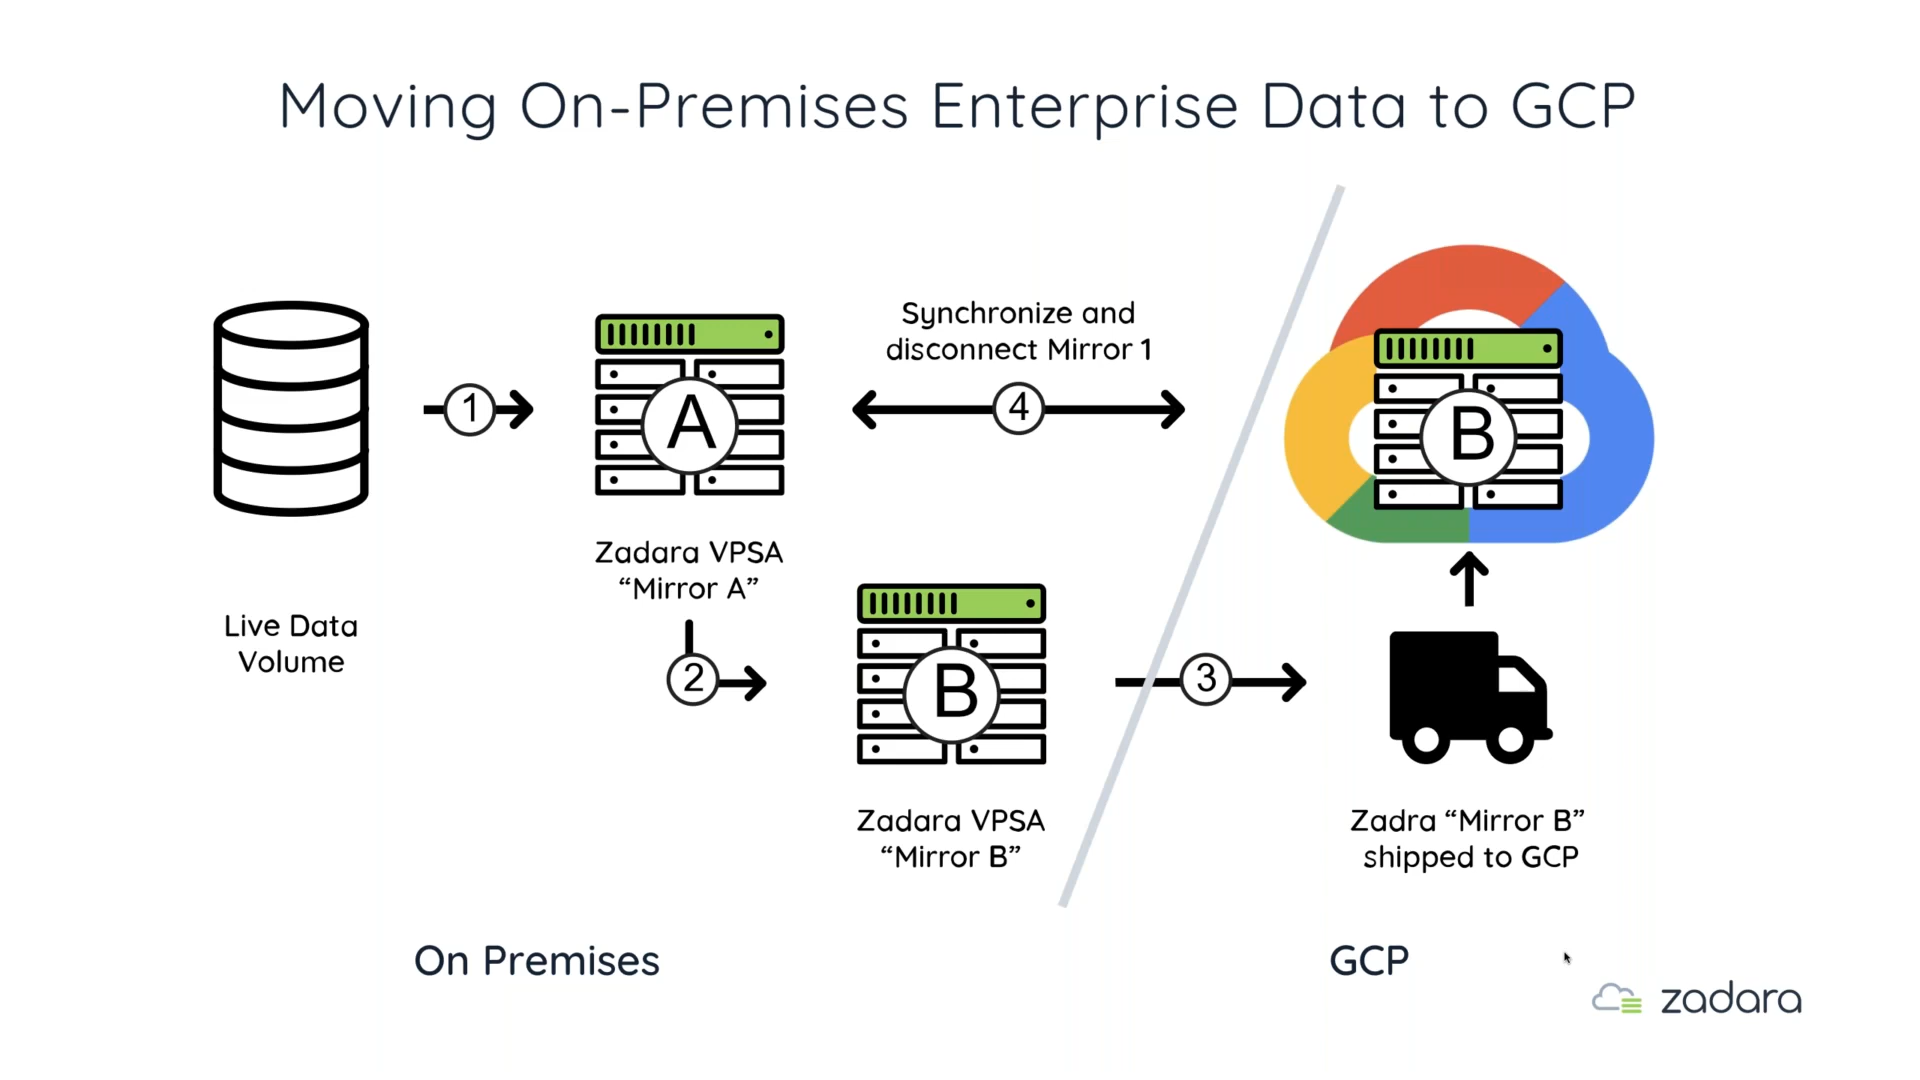 Moving On-Premises Enterprise Data to GCP
Synchronize and
disconnect Mirror 1
1
A
4
B
Zadara VPSA
“Mirror A”
Live Data
Volume
2
B
3
Zadara VPSA
“Mirror B”
Zadra “Mirror B”
shipped to GCP
On Premises
GCP
zadara